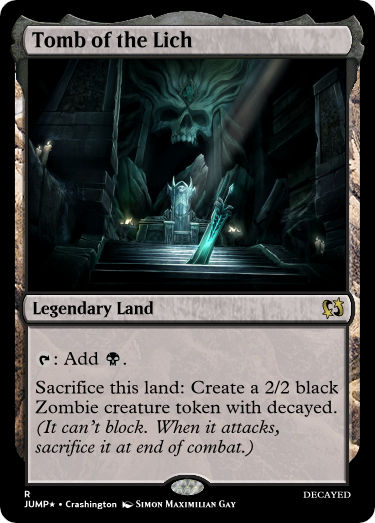 Tomb of the Lich
Legendary Land
: Add .
Sacrifice this land: Create a 2/2 black
Zombie creature token with decayed.
(It can't block. When it attacks,
sacrifice it at end of combat.)
R
DECAYED
JUMP★ • Crashington Simon Maximilian Gay